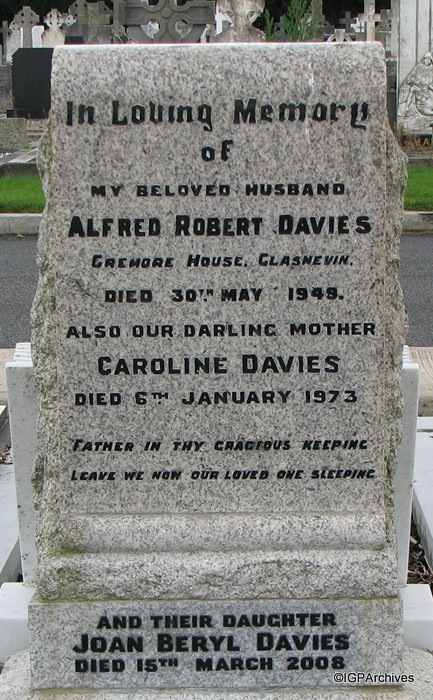 In Loving Memory
of
MY BELOVED HUSBAND
ALFRED ROBERT DAVIES
CREMORE HOUSE, GLASNEVIN.
DIED 30TH MAY 1949.
ALSO OUR DARLING MOTHER
CAROLINE DAVIES
DIED 6TH JANUARY 1973
"FATHER IN THY GRACIOUS KEEPING
LEAVE WE NOW OUR LOVED ONE SLEEPING"
AND THEIR DAUGHTER
JOAN BERYL DAVIES
DIED 15TH MARCH 2008
©IGPArchives